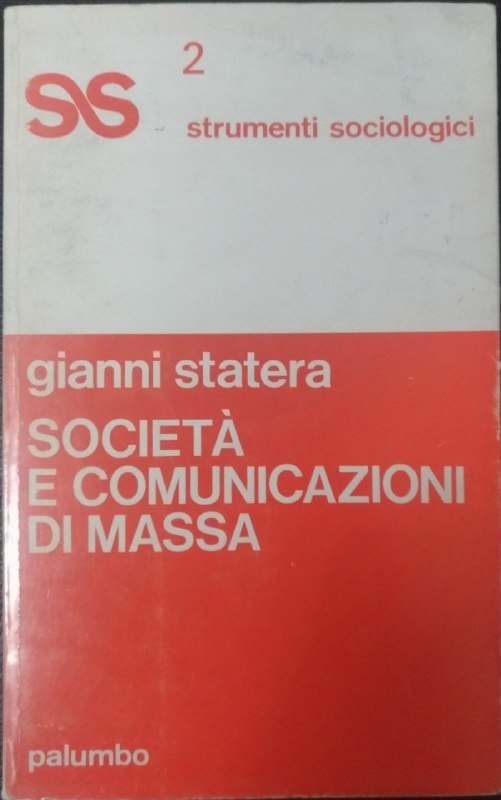 2
SS
strumenti sociologici
gianni statera
SOCIETÀ
E COMUNICAZIONI
DI MASSA
palumbo